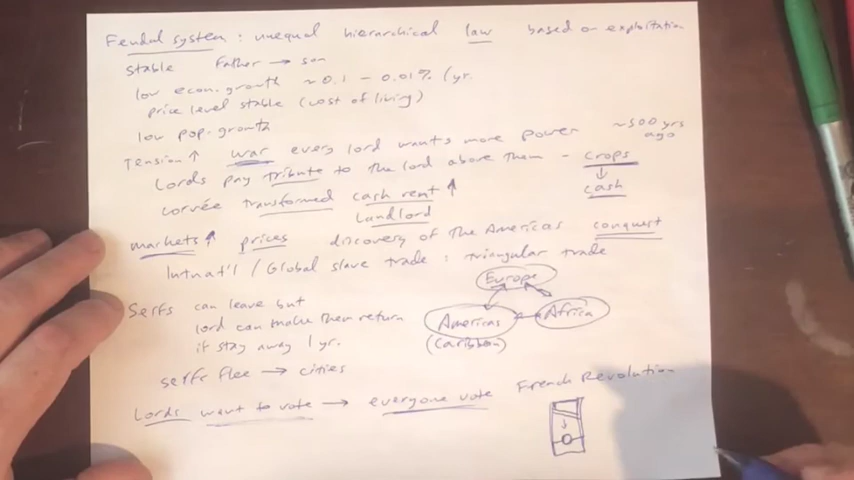 Feudal system : unequal hierarchical law based on exploitation
stable Father → son
low econ. growth ~0.1 - 0.01% /yr.
price level stable (cost of living)
low pop. growth
Tension ↑ war every lord wants more power ~500 yrs ago
Lords pay tribute to the lord above them - crops
↓
corvée transformed cash rent ↑ cash
Landlord
markets ↑ prices discovery of the Americas conquest
Intnat'l / Global slave trade : triangular trade
Europe
Serfs can leave but
lord can make them return
Americas ↔ Africa
if stay away 1 yr.
(Caribbean)
serfs flee → cities
French Revolution
Lords want to vote → everyone vote